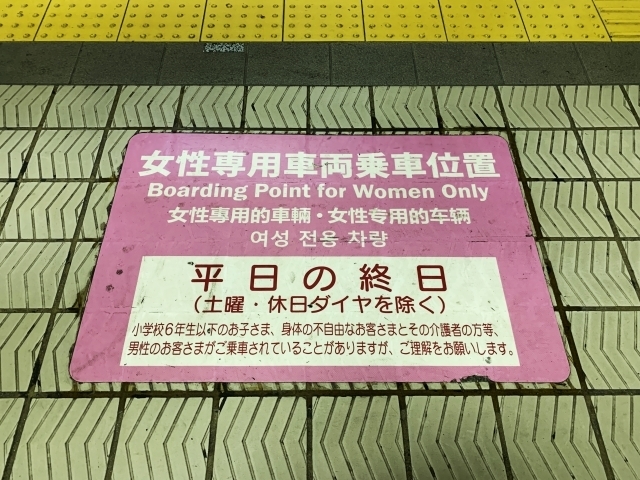 女性専用車両乗車位置
Boarding Point for Women Only
女性專用的車輛・女性专用的车辆
여성 전용 차량
平日の終日
（土曜・休日ダイヤを除く）
小学校6年生以下のお子さま、身体の不自由なお客さまとその介護者の方等、
男性のお客さまがご乗車されていることがありますが、ご理解をお願いします。